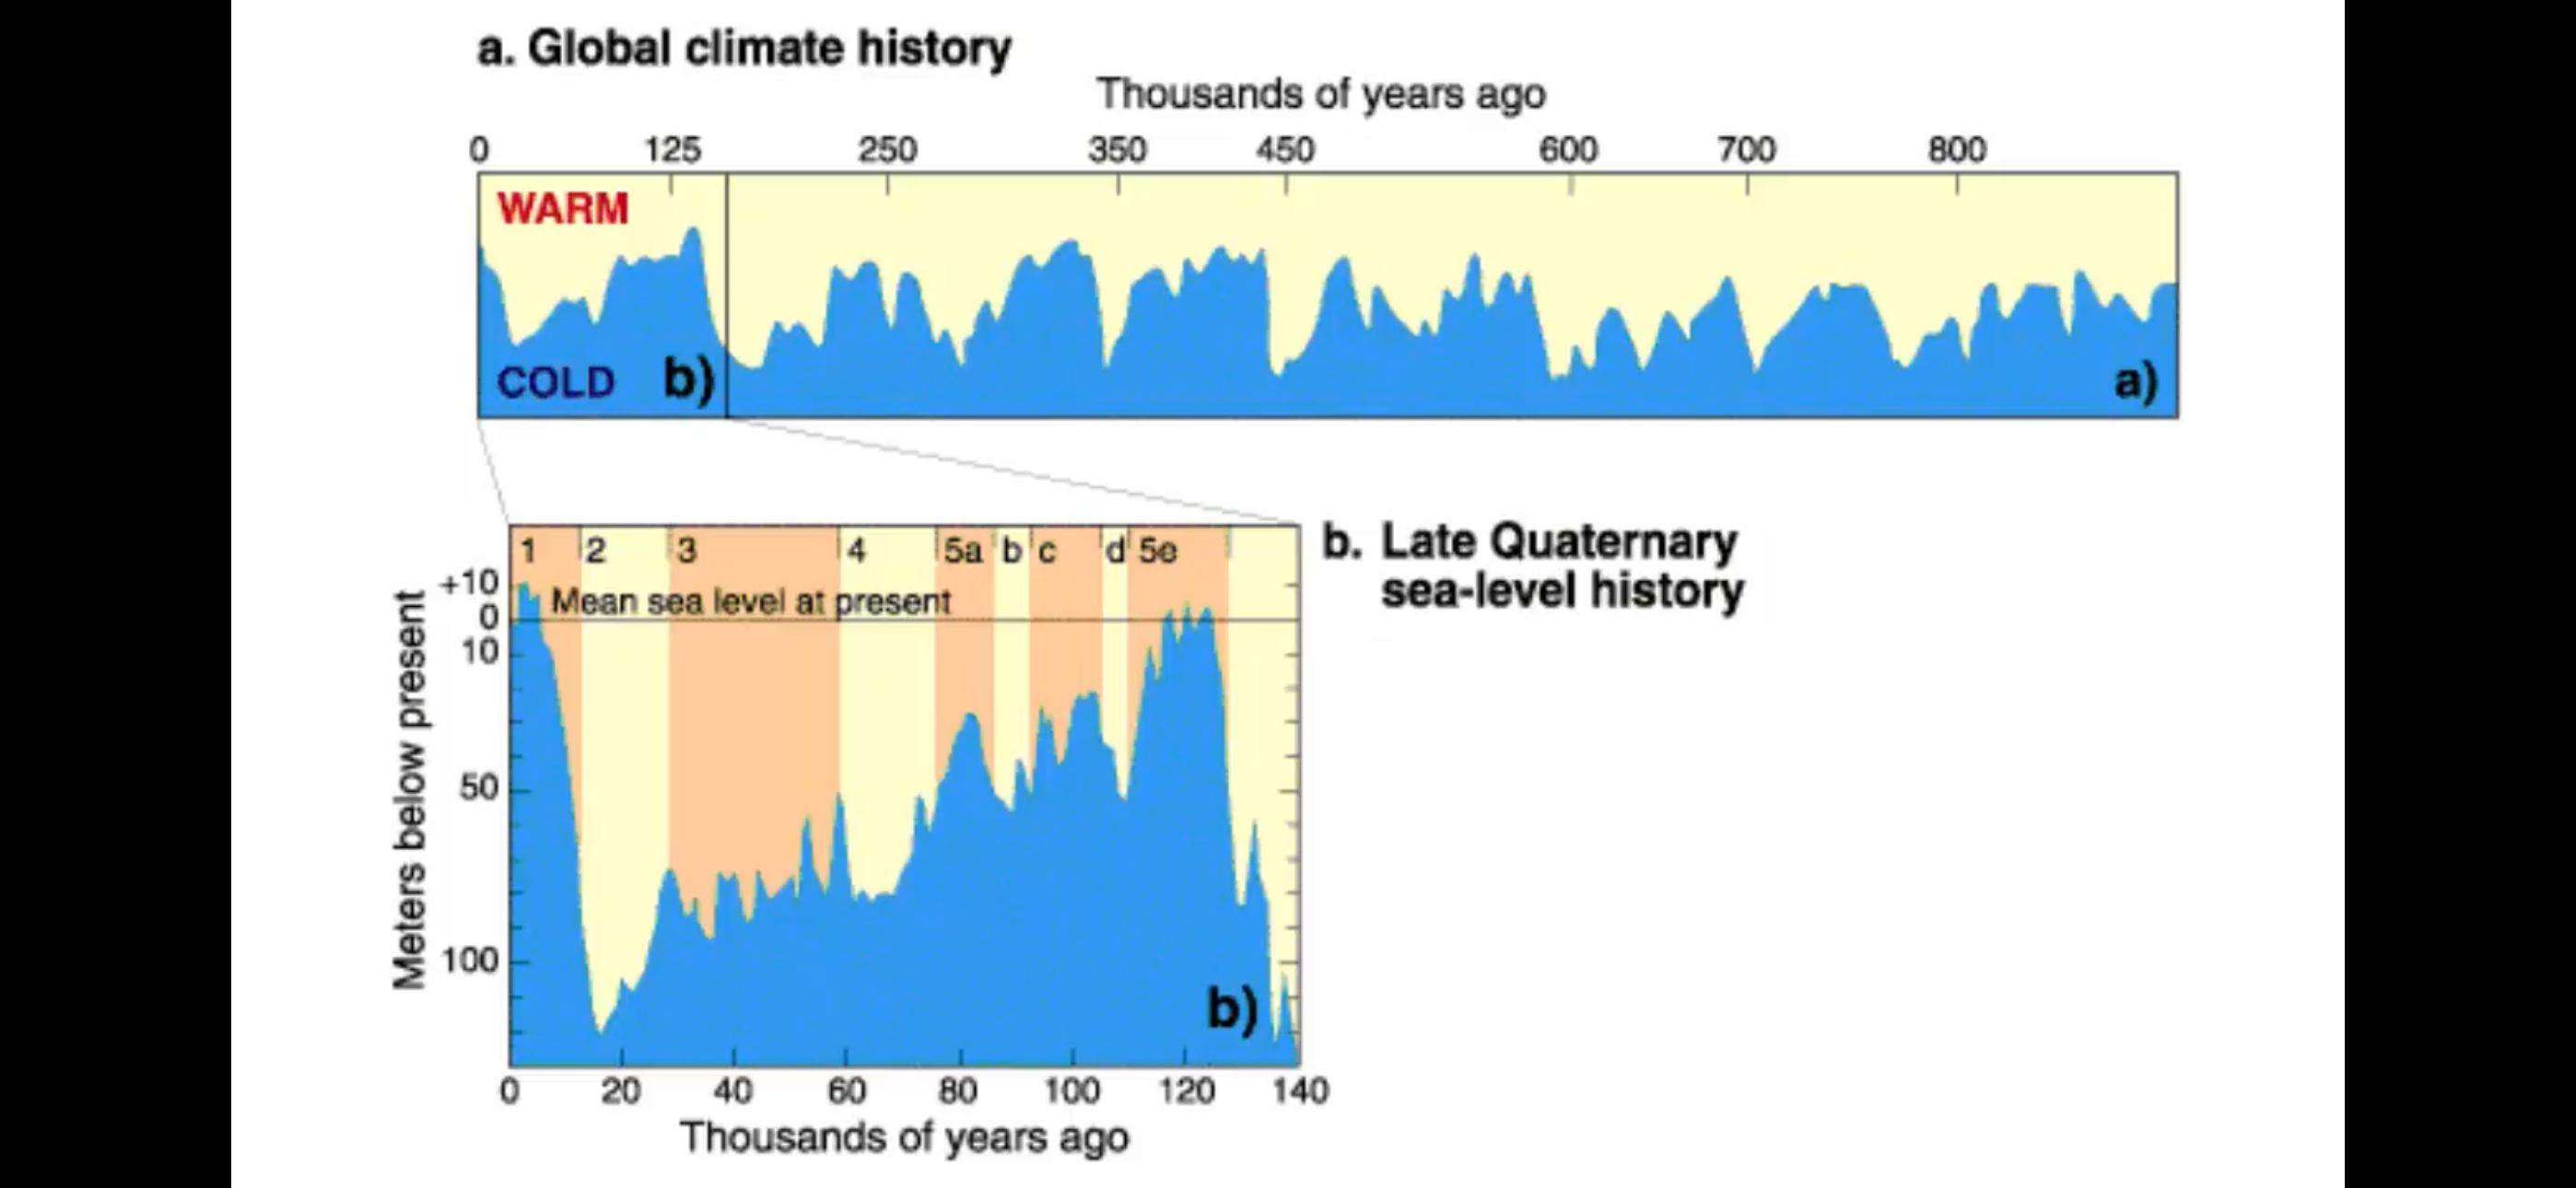 a. Global climate history
Thousands of years ago
0 125 250 350 450 600 700 800
WARM
COLD b) a)
b. Late Quaternary
sea-level history
1 2 3 4 5a b c d 5e
Mean sea level at present
+10
0
10
50
100
Meters below present
b)
0 20 40 60 80 100 120 140
Thousands of years ago